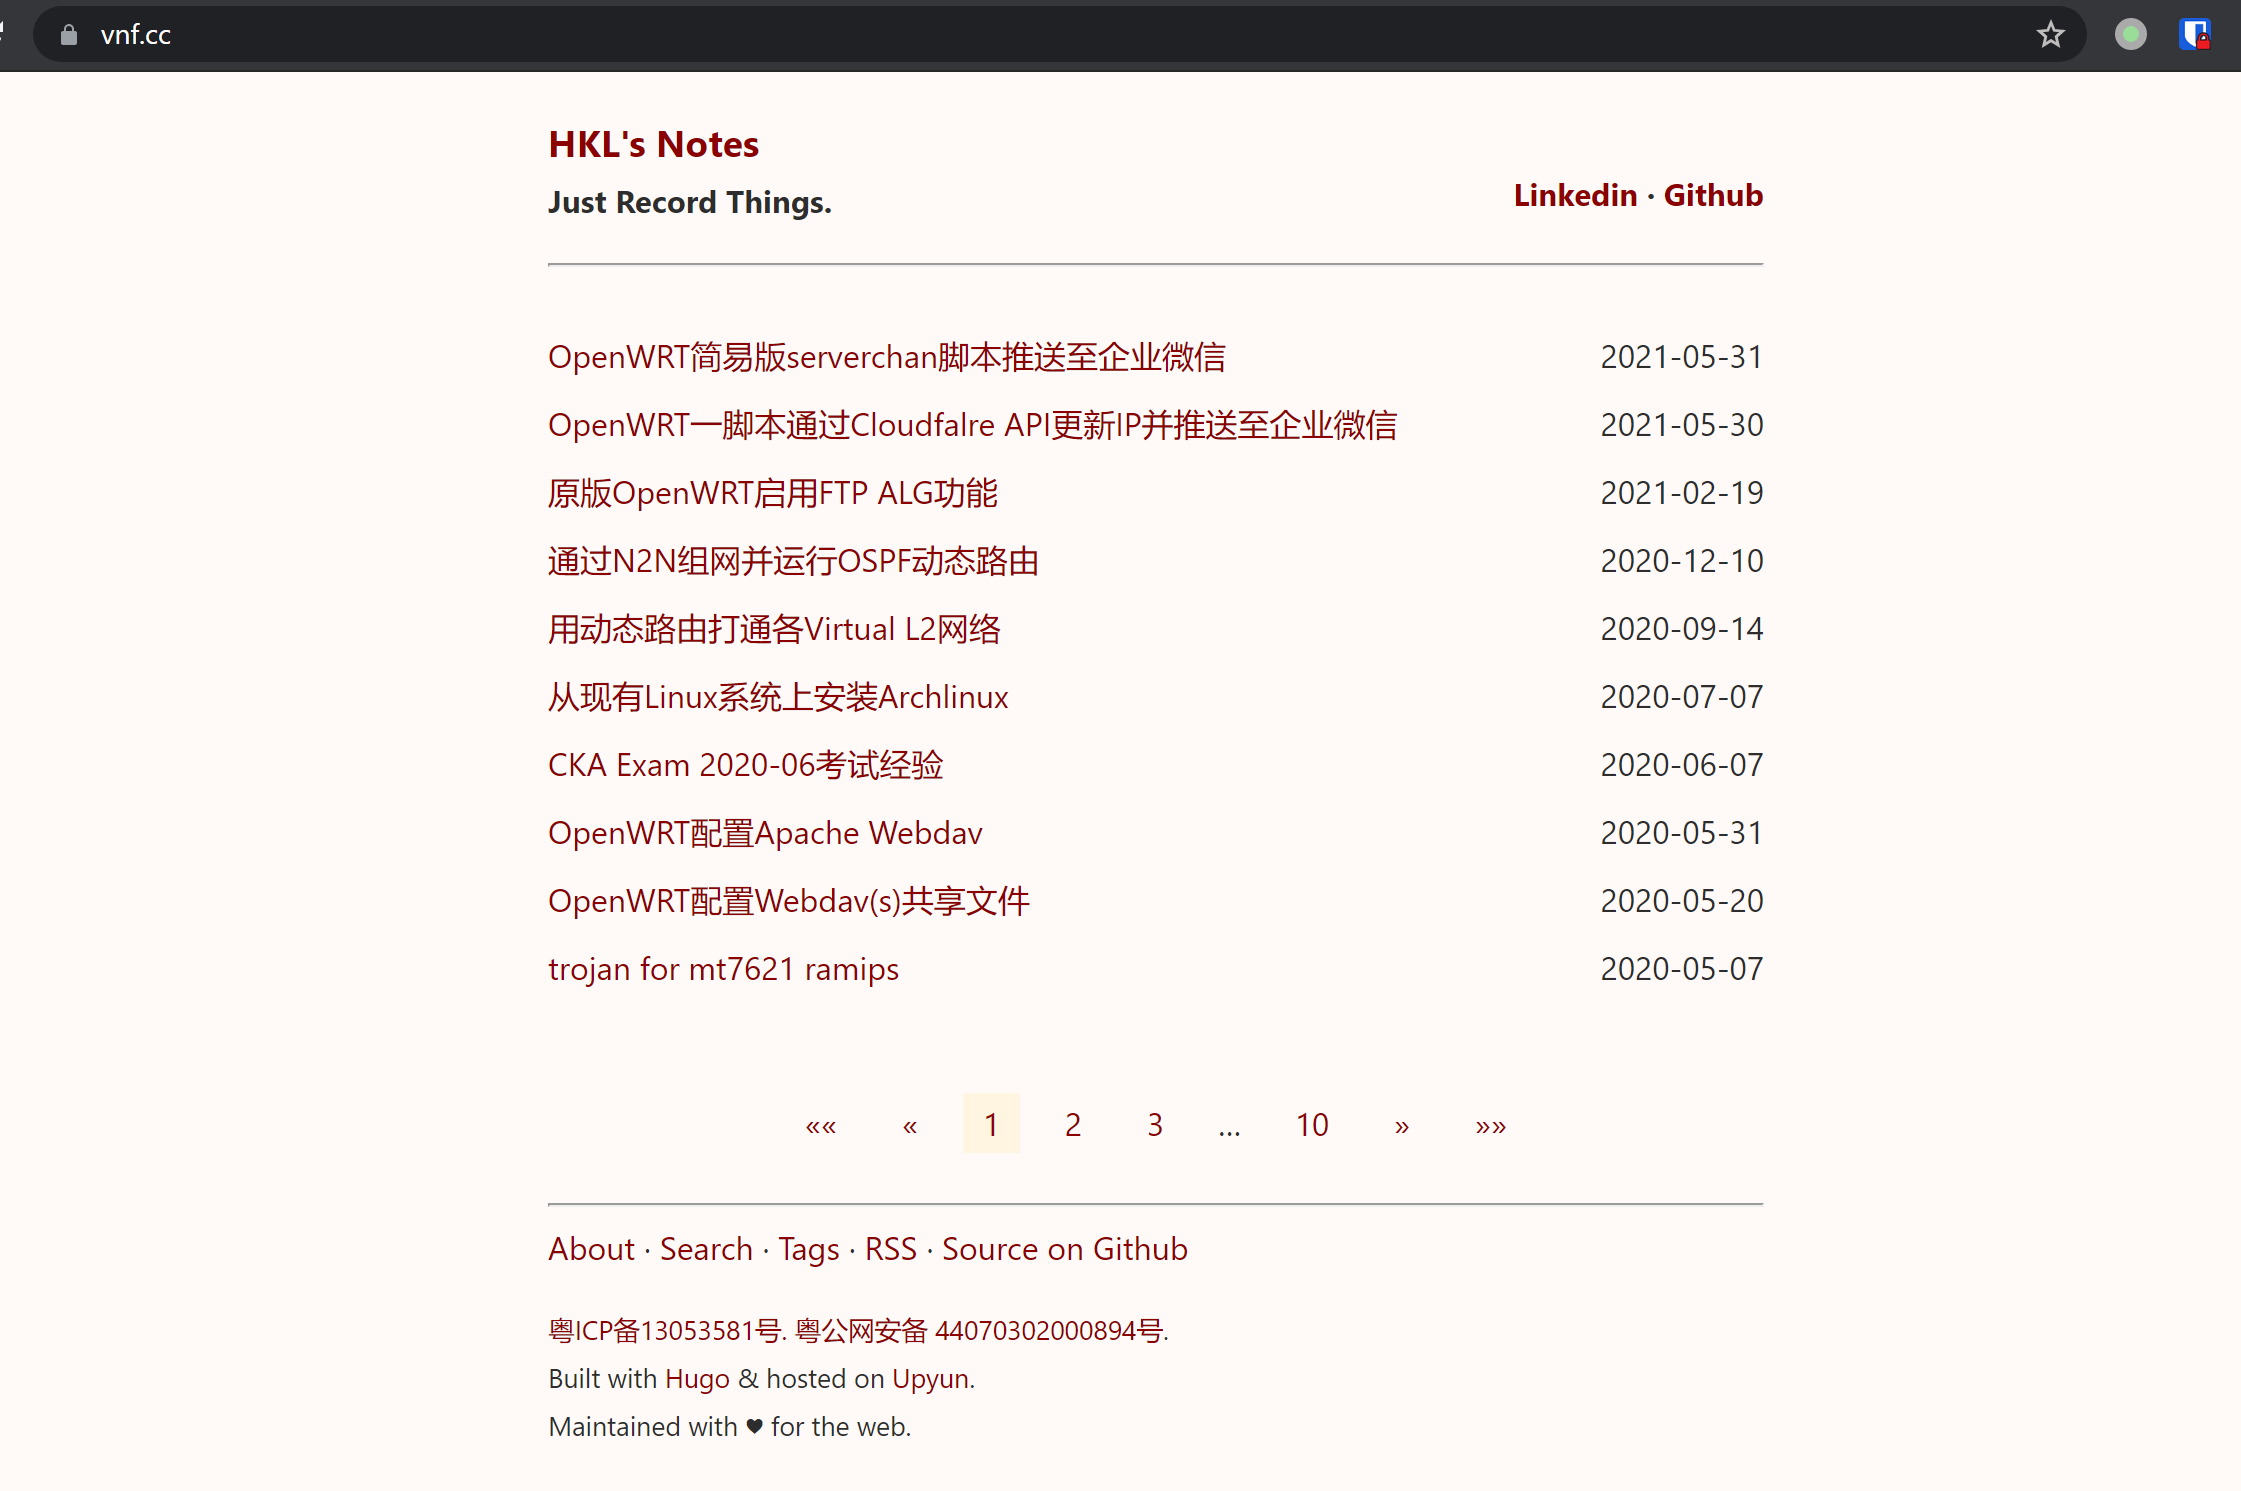 vnf.cc
HKL's Notes
Just Record Things.
Linkedin · Github
OpenWRT简易版serverchan脚本推送至企业微信 2021-05-31
OpenWRT一脚本通过Cloudfalre API更新IP并推送至企业微信 2021-05-30
原版OpenWRT启用FTP ALG功能 2021-02-19
通过N2N组网并运行OSPF动态路由 2020-12-10
用动态路由打通各Virtual L2网络 2020-09-14
从现有Linux系统上安装Archlinux 2020-07-07
CKA Exam 2020-06考试经验 2020-06-07
OpenWRT配置Apache Webdav 2020-05-31
OpenWRT配置Webdav(s)共享文件 2020-05-20
trojan for mt7621 ramips 2020-05-07
«« « 1 2 3 … 10 » »»
About · Search · Tags · RSS · Source on Github
粤ICP备13053581号. 粤公网安备 44070302000894号.
Built with Hugo & hosted on Upyun.
Maintained with ♥ for the web.